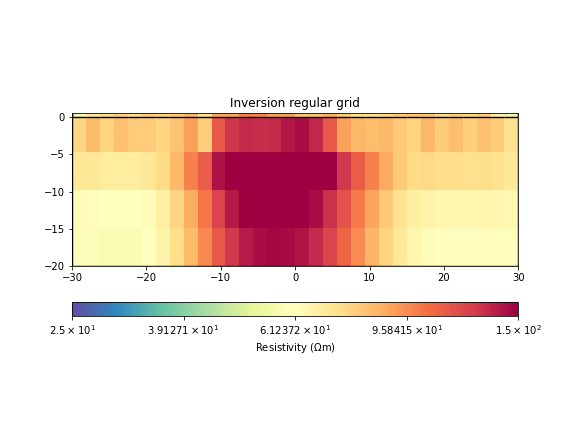 Inversion regular grid
0
−5
−10
−15
−20
−30 −20 −10 0 10 20 30
2.5 × 10¹ 3.91271 × 10¹ 6.12372 × 10¹ 9.58415 × 10¹ 1.5 × 10²
Resistivity (Ωm)